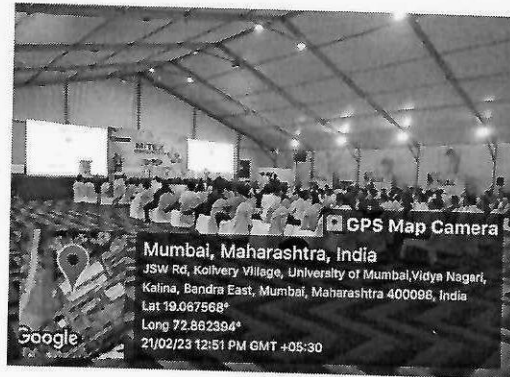 GPS Map Camera
Mumbai, Maharashtra, India
JSW Rd, Kolivery Village, University of Mumbai,Vidya Nagari,
Kalina, Bandra East, Mumbai, Maharashtra 400098, India
Lat 19.067568°
Long 72.862394°
21/02/23 12:51 PM GMT +05:30
Google